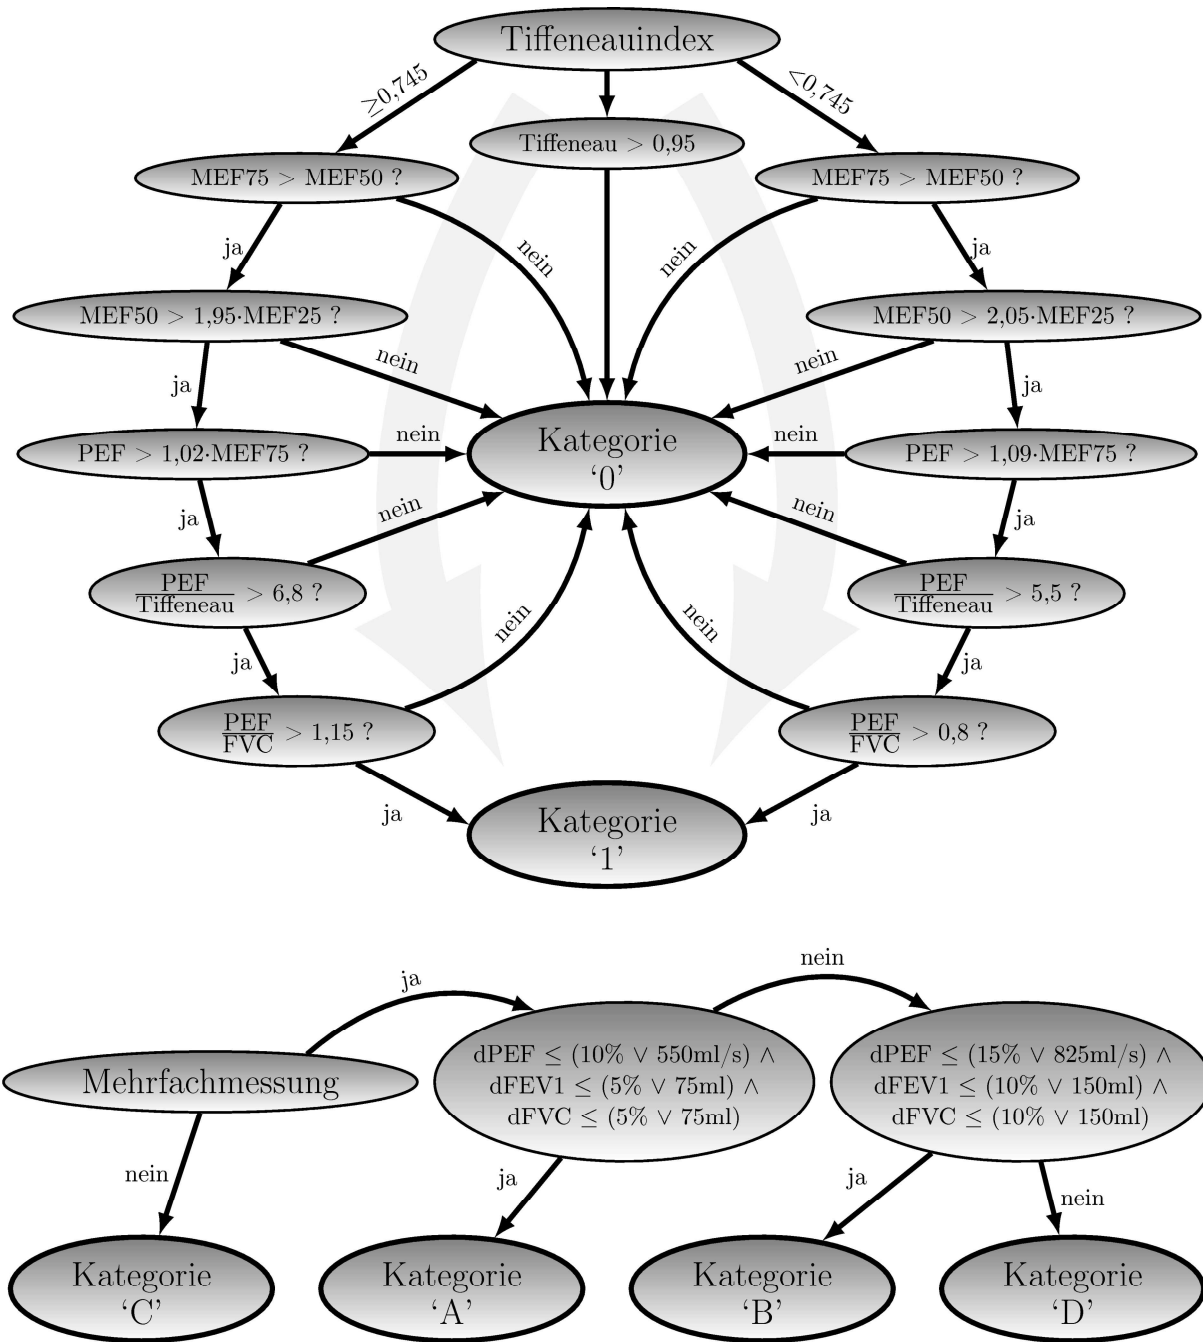 Tiffeneauindex
≥0,745
<0,745
Tiffeneau > 0,95
MEF75 > MEF50 ?
MEF75 > MEF50 ?
ja
nein
nein
ja
MEF50 > 1,95·MEF25 ?
MEF50 > 2,05·MEF25 ?
ja
nein
nein
ja
PEF > 1,02·MEF75 ?
nein
Kategorie
‘0’
nein
PEF > 1,09·MEF75 ?
ja
nein
nein
ja
PEF
Tiffeneau > 6,8 ?
PEF
Tiffeneau > 5,5 ?
ja
nein
nein
ja
PEF
FVC > 1,15 ?
PEF
FVC > 0,8 ?
ja
ja
Kategorie
‘1’
ja
nein
Mehrfachmessung
dPEF ≤ (10% ∨ 550ml/s) ∧
dFEV1 ≤ (5% ∨ 75ml) ∧
dFVC ≤ (5% ∨ 75ml)
dPEF ≤ (15% ∨ 825ml/s) ∧
dFEV1 ≤ (10% ∨ 150ml) ∧
dFVC ≤ (10% ∨ 150ml)
nein
ja
ja
nein
Kategorie
‘C’
Kategorie
‘A’
Kategorie
‘B’
Kategorie
‘D’